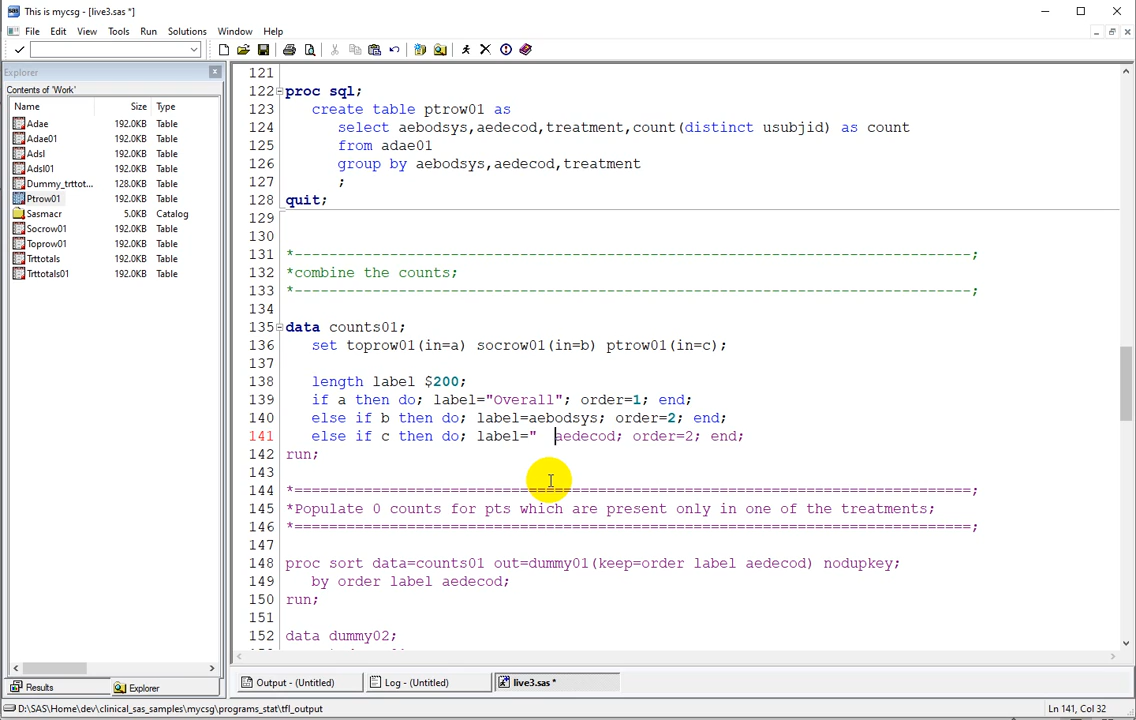 This is mycsg - [live3.sas *]
File Edit View Tools Run Solutions Window Help
Explorer
Contents of 'Work'
Name Size Type
Adae 192.0KB Table
Adae01 192.0KB Table
Adsl 192.0KB Table
Adsl01 192.0KB Table
Dummy_trttot... 128.0KB Table
Ptrow01 192.0KB Table
Sasmacr 5.0KB Catalog
Socrow01 192.0KB Table
Toprow01 192.0KB Table
Trttotals 192.0KB Table
Trttotals01 192.0KB Table
Results
Explorer
121
122 proc sql;
123 create table ptrow01 as
124 select aebodsys,aedecod,treatment,count(distinct usubjid) as count
125 from adae01
126 group by aebodsys,aedecod,treatment
127 ;
128 quit;
129
130
131 *------------------------------------------------------------------------------;
132 *combine the counts;
133 *------------------------------------------------------------------------------;
134
135 data counts01;
136 set toprow01(in=a) socrow01(in=b) ptrow01(in=c);
137
138 length label $200;
139 if a then do; label="Overall"; order=1; end;
140 else if b then do; label=aebodsys; order=2; end;
141 else if c then do; label="  aedecod; order=2; end;
142 run;
143
144 *==============================================================================;
145 *Populate 0 counts for pts which are present only in one of the treatments;
146 *==============================================================================;
147
148 proc sort data=counts01 out=dummy01(keep=order label aedecod) nodupkey;
149 by order label aedecod;
150 run;
151
152 data dummy02;
Output - (Untitled)
Log - (Untitled)
live3.sas *
D:\SAS\Home\dev\clinical_sas_samples\mycsg\programs_stat\tfl_output
Ln 141, Col 32